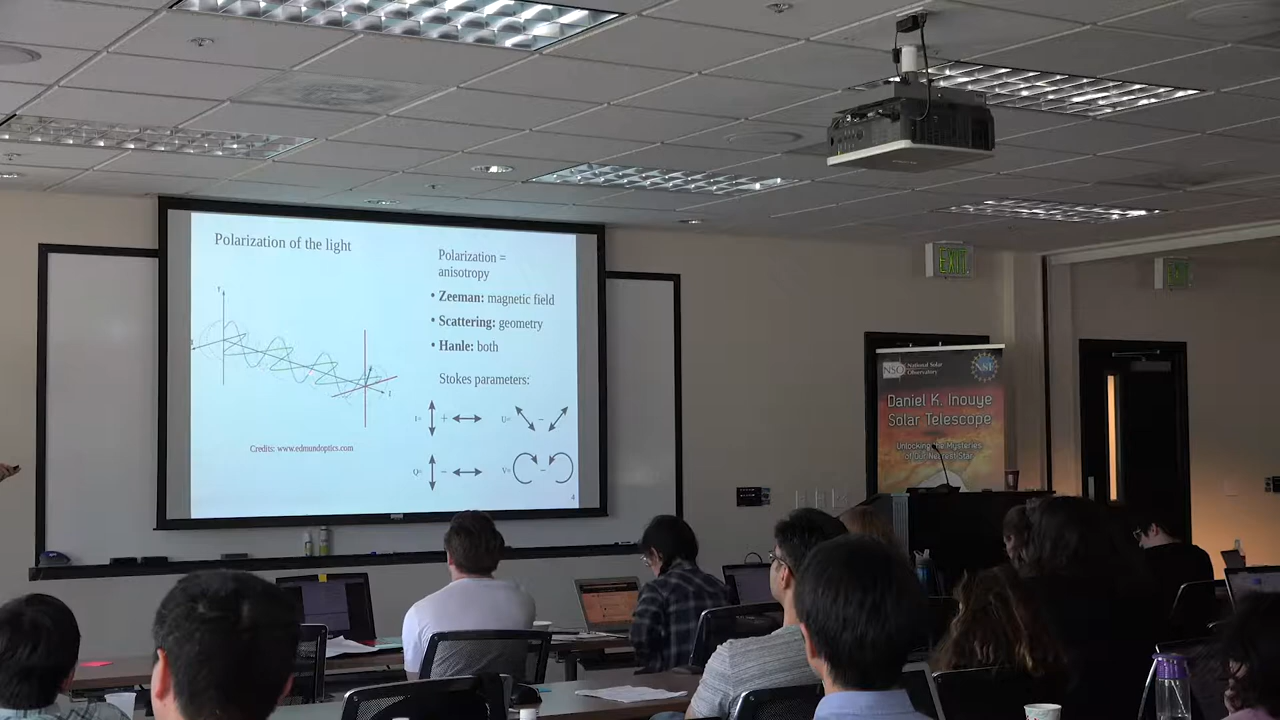 Polarization of the light
Polarization =
anisotropy
• Zeeman: magnetic field
• Scattering: geometry
• Hanle: both
Stokes parameters:
I= + 
U= −
Q= −
V= −
Credits: www.edmundoptics.com
4
EXIT
EXIT
NSO National Solar
Observatory
NSF
Daniel K. Inouye
Solar Telescope
Unlocking the Mysteries
of Our Nearest Star